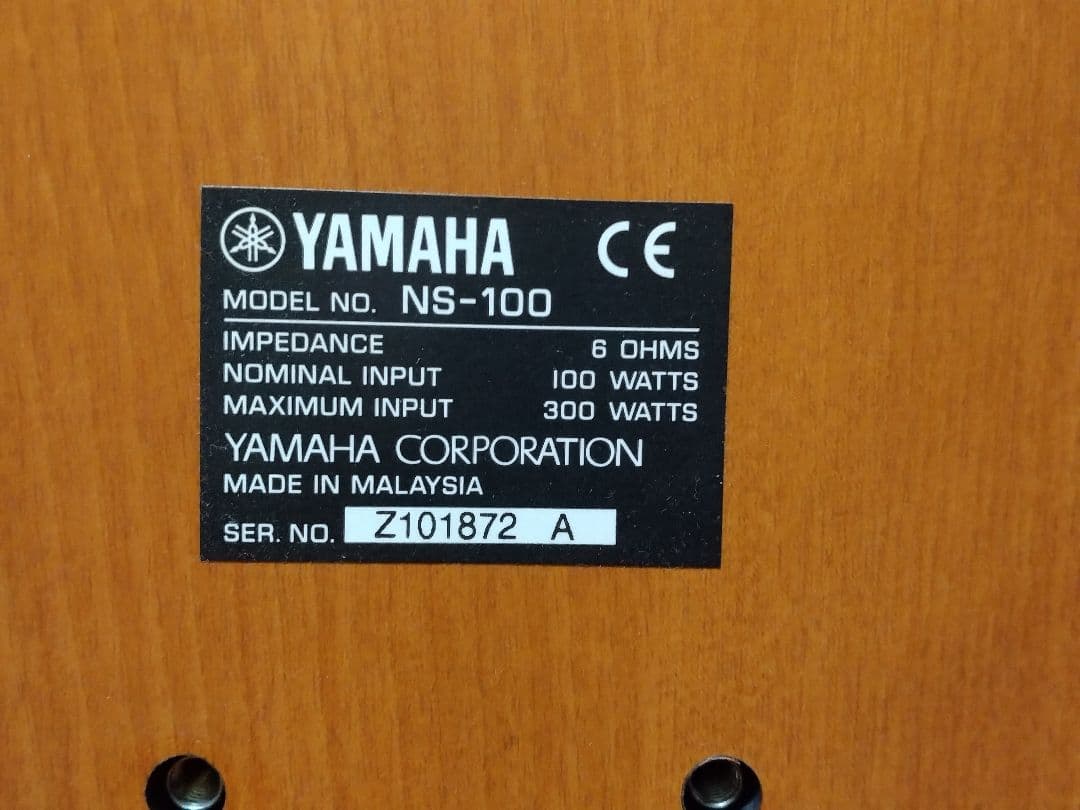 YAMAHA CE
MODEL NO. NS-100
IMPEDANCE 6 OHMS
NOMINAL INPUT 100 WATTS
MAXIMUM INPUT 300 WATTS
YAMAHA CORPORATION
MADE IN MALAYSIA
SER. NO. Z101872 A